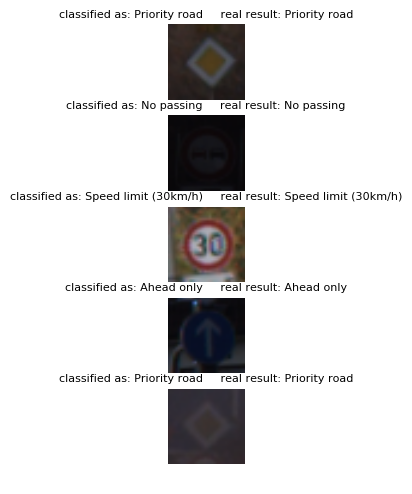 classified as: Priority road real result: Priority road
classified as: No passing real result: No passing
classified as: Speed limit (30km/h) real result: Speed limit (30km/h)
30
classified as: Ahead only real result: Ahead only
classified as: Priority road real result: Priority road